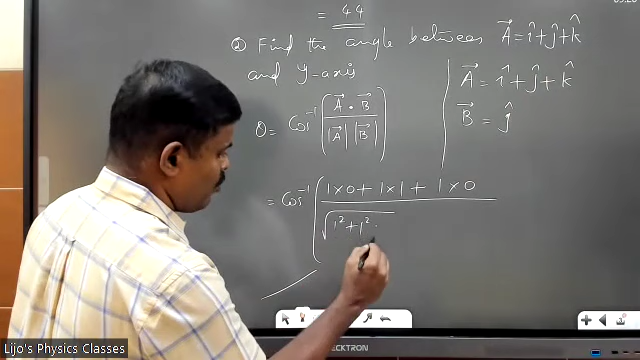 = 44
② Find the angle between A⃗ = î+ĵ+k̂
and y-axis
A⃗ = î+ĵ+k̂
B⃗ = ĵ
θ = Cos⁻¹ (A⃗ • B⃗ / |A⃗| |B⃗|)
= Cos⁻¹ (1×0 + 1×1 + 1×0
√1²+1²
Lijo's Physics Classes